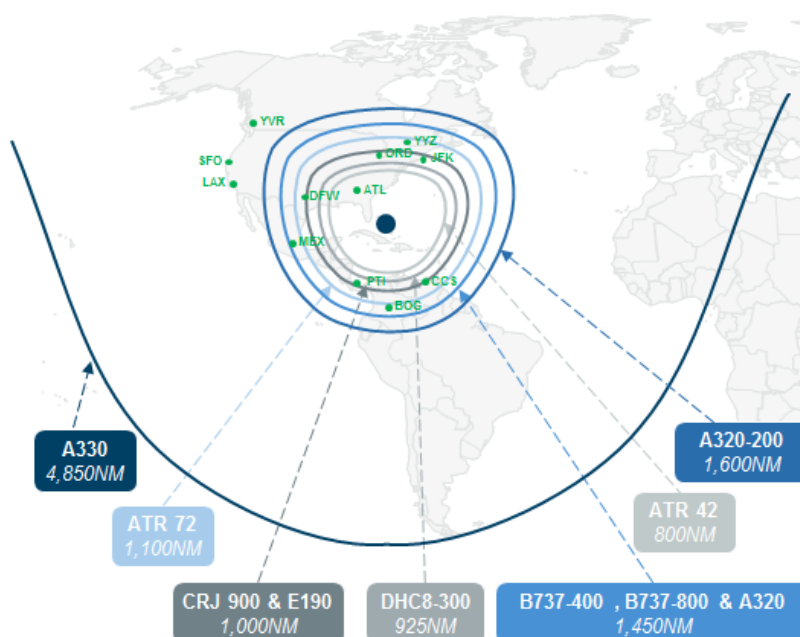 YVR
YYZ
ORD
JFK
SFO
LAX
DFW
ATL
MEX
PTI
CCS
BOG
A330
4,850NM
A320-200
1,600NM
ATR 72
1,100NM
ATR 42
800NM
CRJ 900 & E190
1,000NM
DHC8-300
925NM
B737-400 , B737-800 & A320
1,450NM